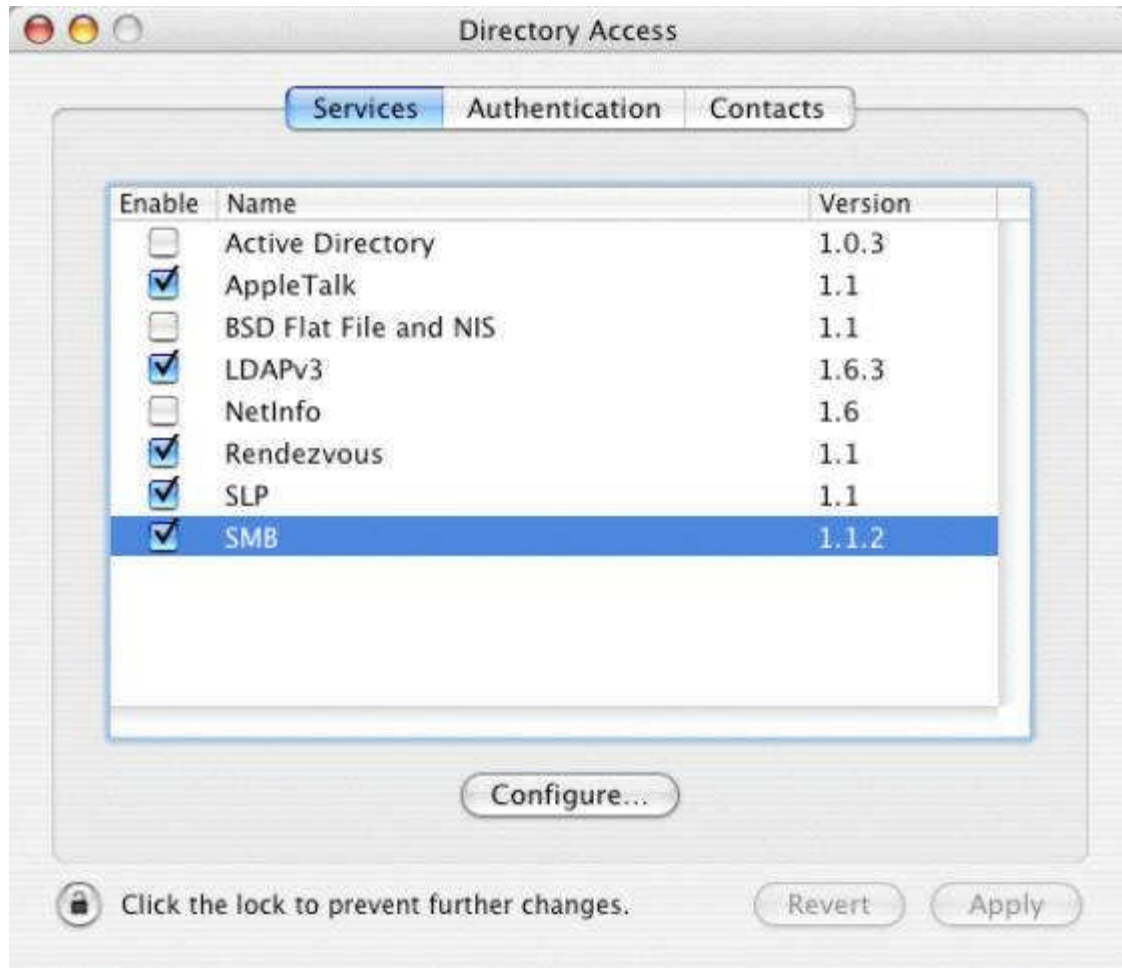 Directory Access
Services Authentication Contacts
Enable Name Version
Active Directory 1.0.3
AppleTalk 1.1
BSD Flat File and NIS 1.1
LDAPv3 1.6.3
NetInfo 1.6
Rendezvous 1.1
SLP 1.1
SMB 1.1.2
Configure...
Click the lock to prevent further changes. Revert Apply